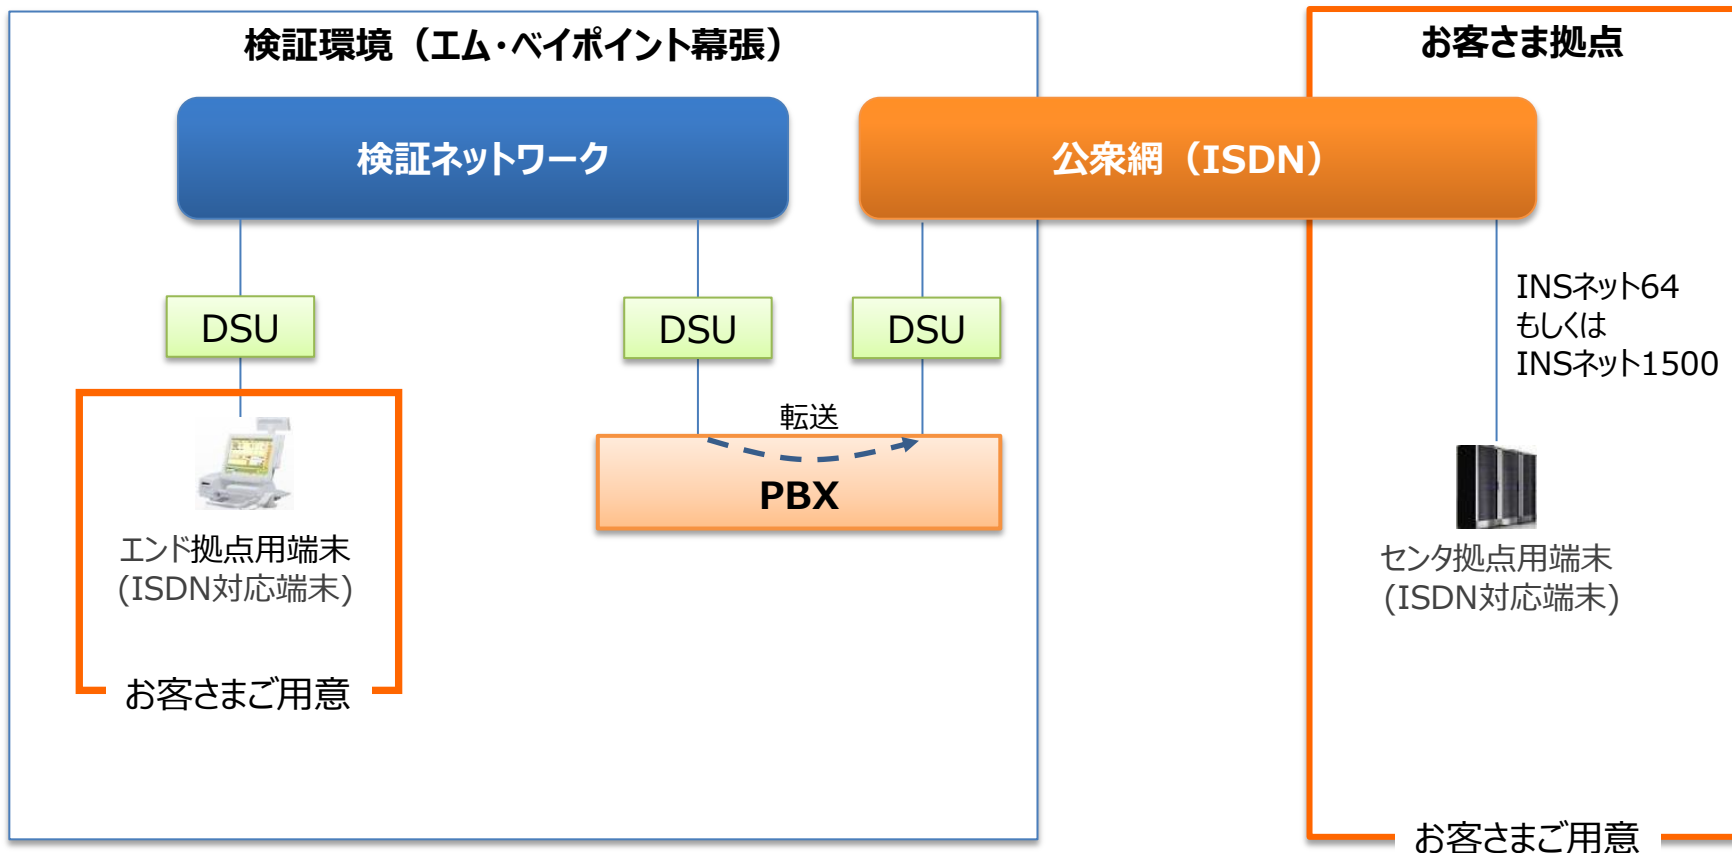 検証環境（エム・ベイポイント幕張）
お客さま拠点
検証ネットワーク
公衆網（ISDN）
INSネット64
もしくは
INSネット1500
DSU
DSU
DSU
転送
PBX
エンド拠点用端末
(ISDN対応端末)
センタ拠点用端末
(ISDN対応端末)
お客さまご用意
お客さまご用意